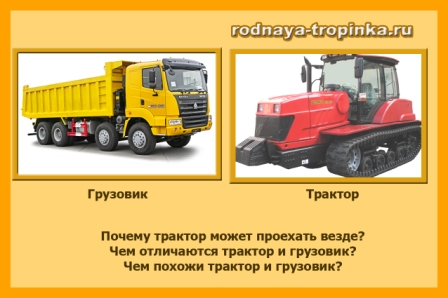 rodnaya-tropinka.ru
Грузовик
Трактор
Почему трактор может проехать везде?
Чем отличаются трактор и грузовик?
Чем похожи трактор и грузовик?